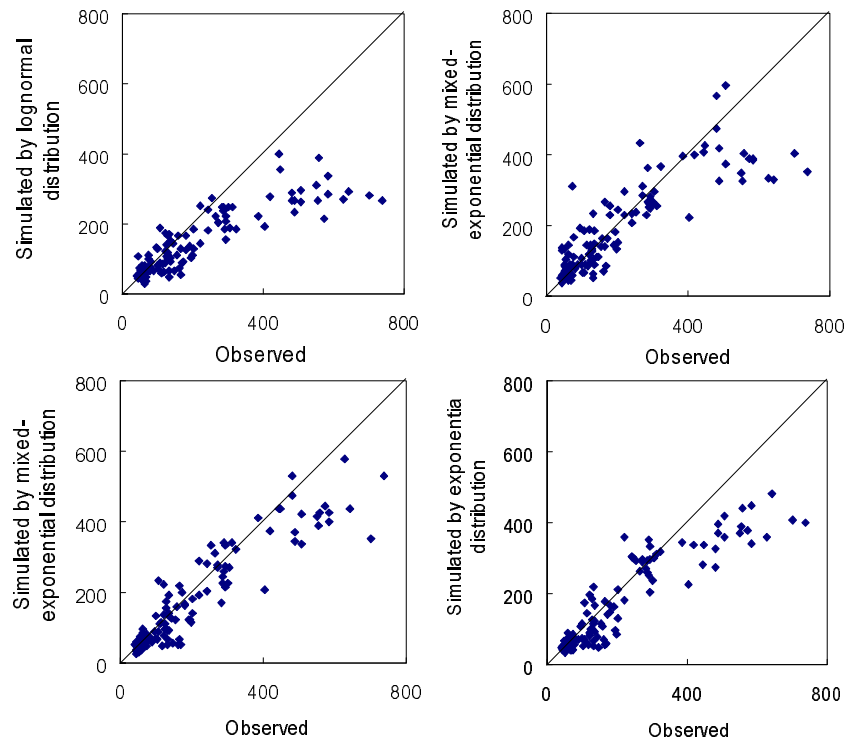 Simulated by lognormal
distribution
800
600
400
200
0
0 400 800
Observed
Simulated by mixed-
exponential distribution
800
600
400
200
0
0 400 800
Observed
Simulated by mixed-
exponential distribution
800
600
400
200
0
0 400 800
Observed
Simulated by exponentia
distribution
800
600
400
200
0
0 400 800
Observed